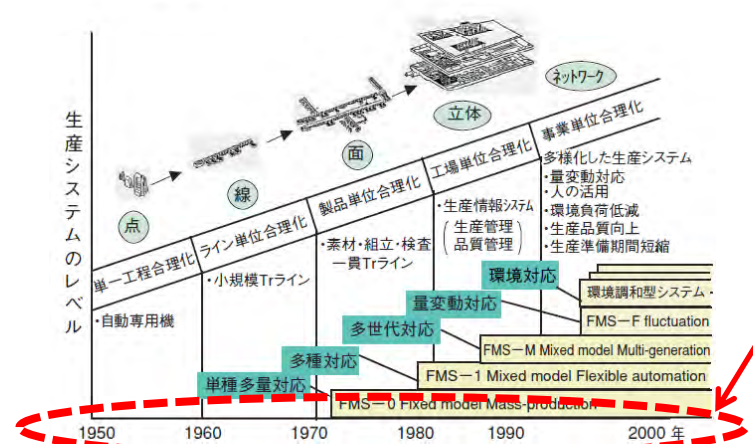 生産システムのレベル
点
線
面
立体
ネットワーク
単一工程合理化
ライン単位合理化
製品単位合理化
工場単位合理化
事業単位合理化
・自動専用機
・小規模Trライン
・素材・組立・検査
一貫Trライン
・生産情報システム
(生産管理
品質管理)
多様化した生産システム
・量変動対応
・人の活用
・環境負荷低減
・生産品質向上
・生産準備期間短縮
環境対応
環境調和型システム
量変動対応
FMS－F fluctuation
多世代対応
FMS－M Mixed model Multi-generation
多種対応
FMS－1 Mixed model Flexible automation
単種多量対応
FMS－0 Fixed model Mass-production
1950 1960 1970 1980 1990 2000 年